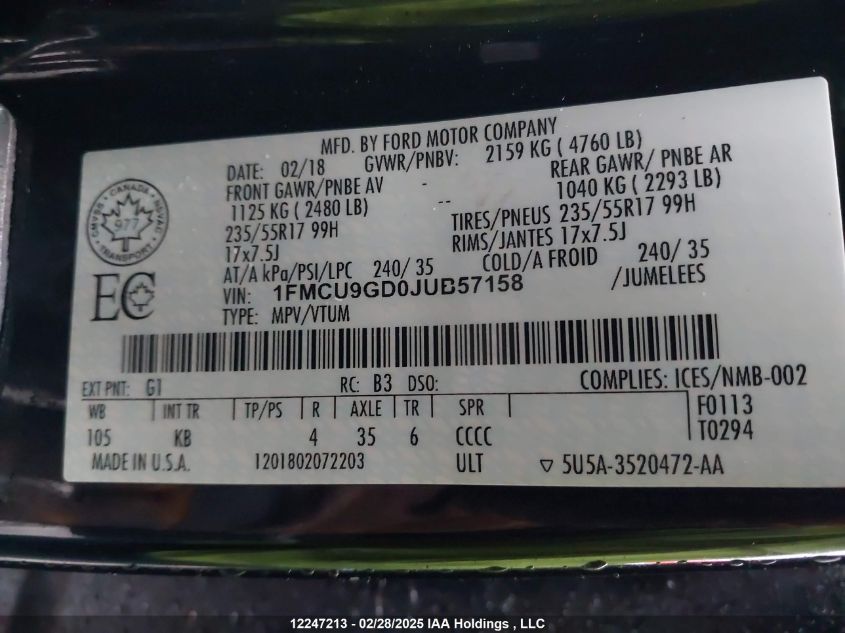 MFD. BY FORD MOTOR COMPANY
DATE: 02/18 GVWR/PNBV: 2159 KG ( 4760 LB)
FRONT GAWR/PNBE AV - REAR GAWR/ PNBE AR
1125 KG ( 2480 LB) -- 1040 KG ( 2293 LB)
235/55R17 99H TIRES/PNEUS 235/55R17 99H
17x7.5J RIMS/JANTES 17x7.5J
AT/A kPa/PSI/LPC 240/ 35 COLD/A FROID 240/ 35
VIN: 1FMCU9GD0JUB57158 /JUMELEES
TYPE: MPV/VTUM
CANADA
977
TRANSPORT
EC
EXT PNT: G1 RC: B3 DSO: COMPLIES: ICES/NMB-002
WB INT TR TP/PS R AXLE TR SPR F0113
105 KB 4 35 6 CCCC T0294
MADE IN U.S.A. 1201802072203 ULT ▽ 5U5A-3520472-AA
12247213 - 02/28/2025 IAA Holdings , LLC